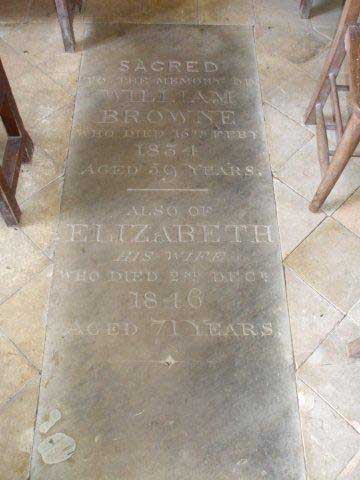 SACRED
TO THE MEMORY OF
WILLIAM
BROWNE
WHO DIED 15TH FEBY
1834
AGED 59 YEARS.
ALSO OF
ELIZABETH
HIS WIFE
WHO DIED 2ND DECR
1846
AGED 71 YEARS.